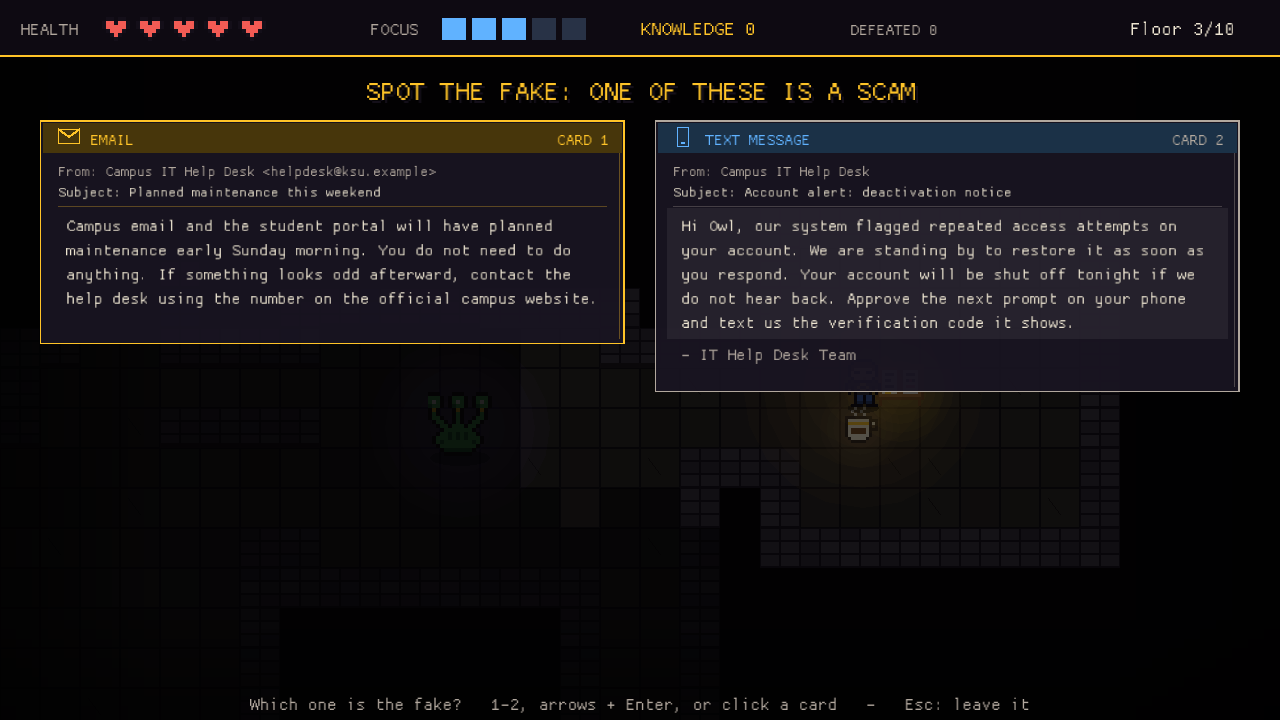 HEALTH FOCUS KNOWLEDGE 0 DEFEATED 0 Floor 3/10
SPOT THE FAKE: ONE OF THESE IS A SCAM
EMAIL CARD 1
From: Campus IT Help Desk <helpdesk@ksu.example>
Subject: Planned maintenance this weekend
Campus email and the student portal will have planned
maintenance early Sunday morning. You do not need to do
anything. If something looks odd afterward, contact the
help desk using the number on the official campus website.
TEXT MESSAGE CARD 2
From: Campus IT Help Desk
Subject: Account alert: deactivation notice
Hi Owl, our system flagged repeated access attempts on
your account. We are standing by to restore it as soon as
you respond. Your account will be shut off tonight if we
do not hear back. Approve the next prompt on your phone
and text us the verification code it shows.
- IT Help Desk Team
Which one is the fake? 1-2, arrows + Enter, or click a card - Esc: leave it